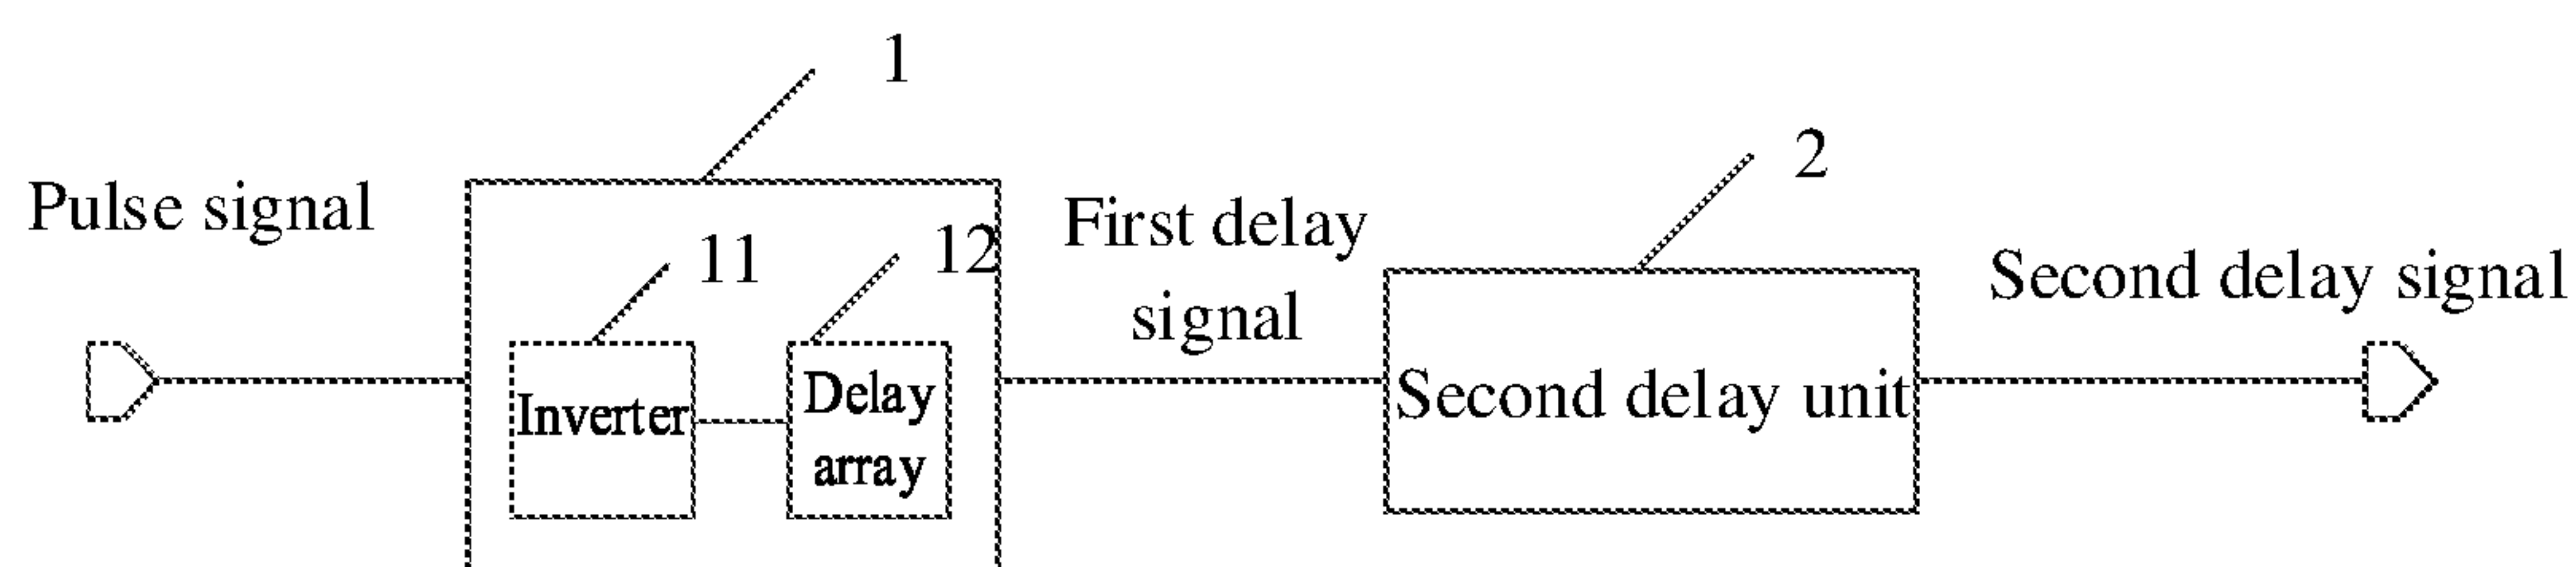 1
2
Pulse signal
First delay
signal
11
12
Second delay signal
Inverter
Delay
array
Second delay unit